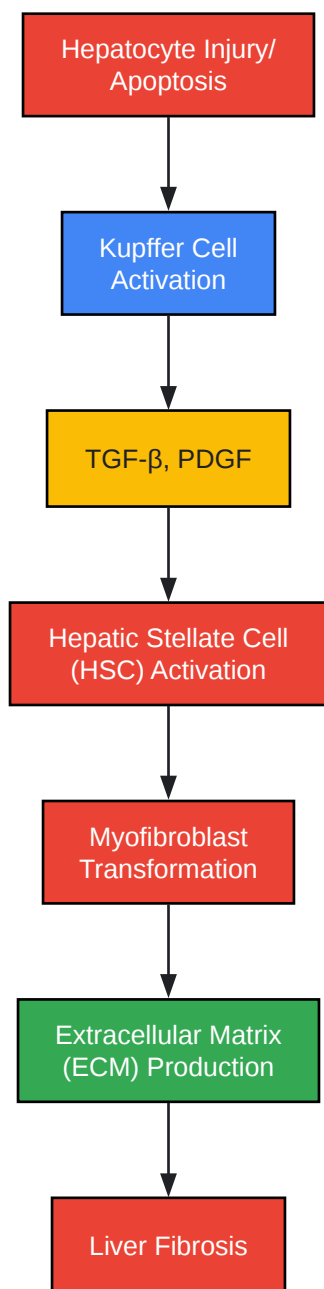 Hepatocyte Injury/
Apoptosis
Kupffer Cell
Activation
TGF-β, PDGF
Hepatic Stellate Cell
(HSC) Activation
Myofibroblast
Transformation
Extracellular Matrix
(ECM) Production
Liver Fibrosis